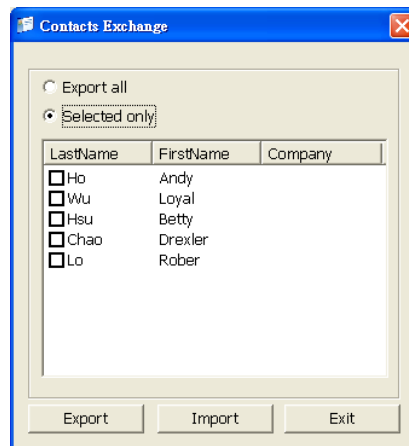 Contacts Exchange
Export all
Selected only
LastName FirstName Company
Ho Andy
Wu Loyal
Hsu Betty
Chao Drexler
Lo Rober
Export Import Exit